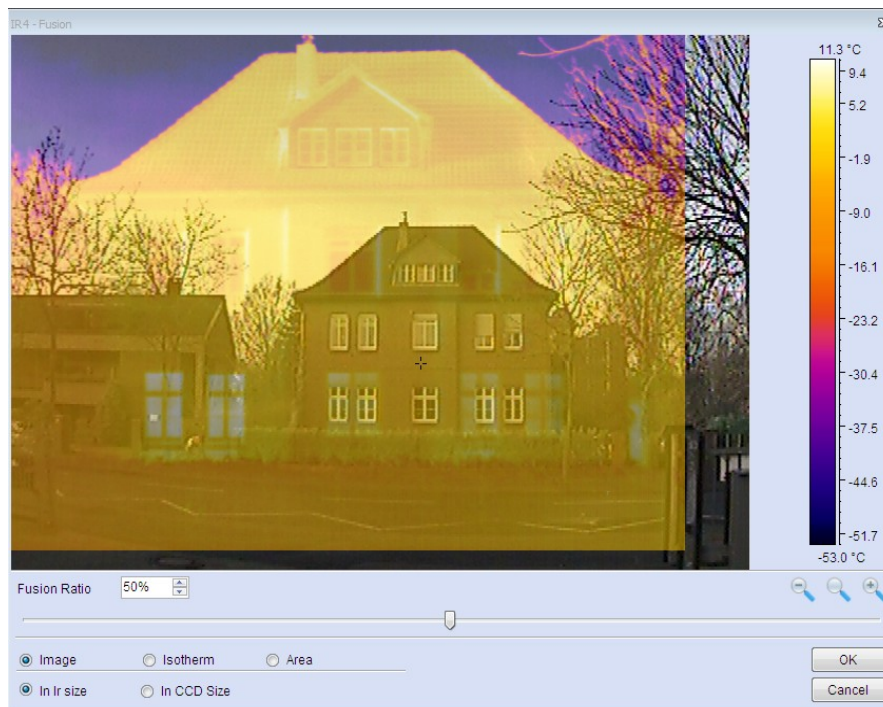 IR4 - Fusion
11.3 °C
9.4
5.2
-1.9
-9.0
-16.1
-23.2
-30.4
-37.5
-44.6
-51.7
-53.0 °C
Fusion Ratio 50%
Image Isotherm Area
OK
In Ir size In CCD Size
Cancel